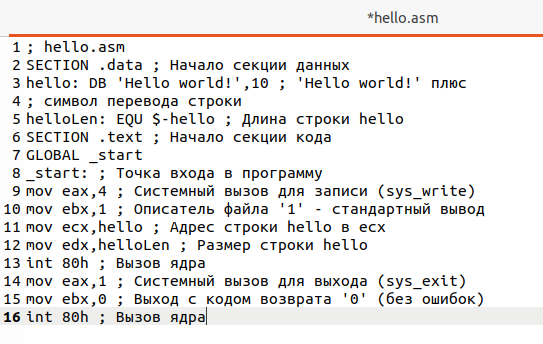 *hello.asm
1 ; hello.asm
2 SECTION .data ; Начало секции данных
3 hello: DB 'Hello world!',10 ; 'Hello world!' плюс
4 ; символ перевода строки
5 helloLen: EQU $-hello ; Длина строки hello
6 SECTION .text ; Начало секции кода
7 GLOBAL _start
8 _start: ; Точка входа в программу
9 mov eax,4 ; Системный вызов для записи (sys_write)
10 mov ebx,1 ; Описатель файла '1' - стандартный вывод
11 mov ecx,hello ; Адрес строки hello в ecx
12 mov edx,helloLen ; Размер строки hello
13 int 80h ; Вызов ядра
14 mov eax,1 ; Системный вызов для выхода (sys_exit)
15 mov ebx,0 ; Выход с кодом возврата '0' (без ошибок)
16 int 80h ; Вызов ядра